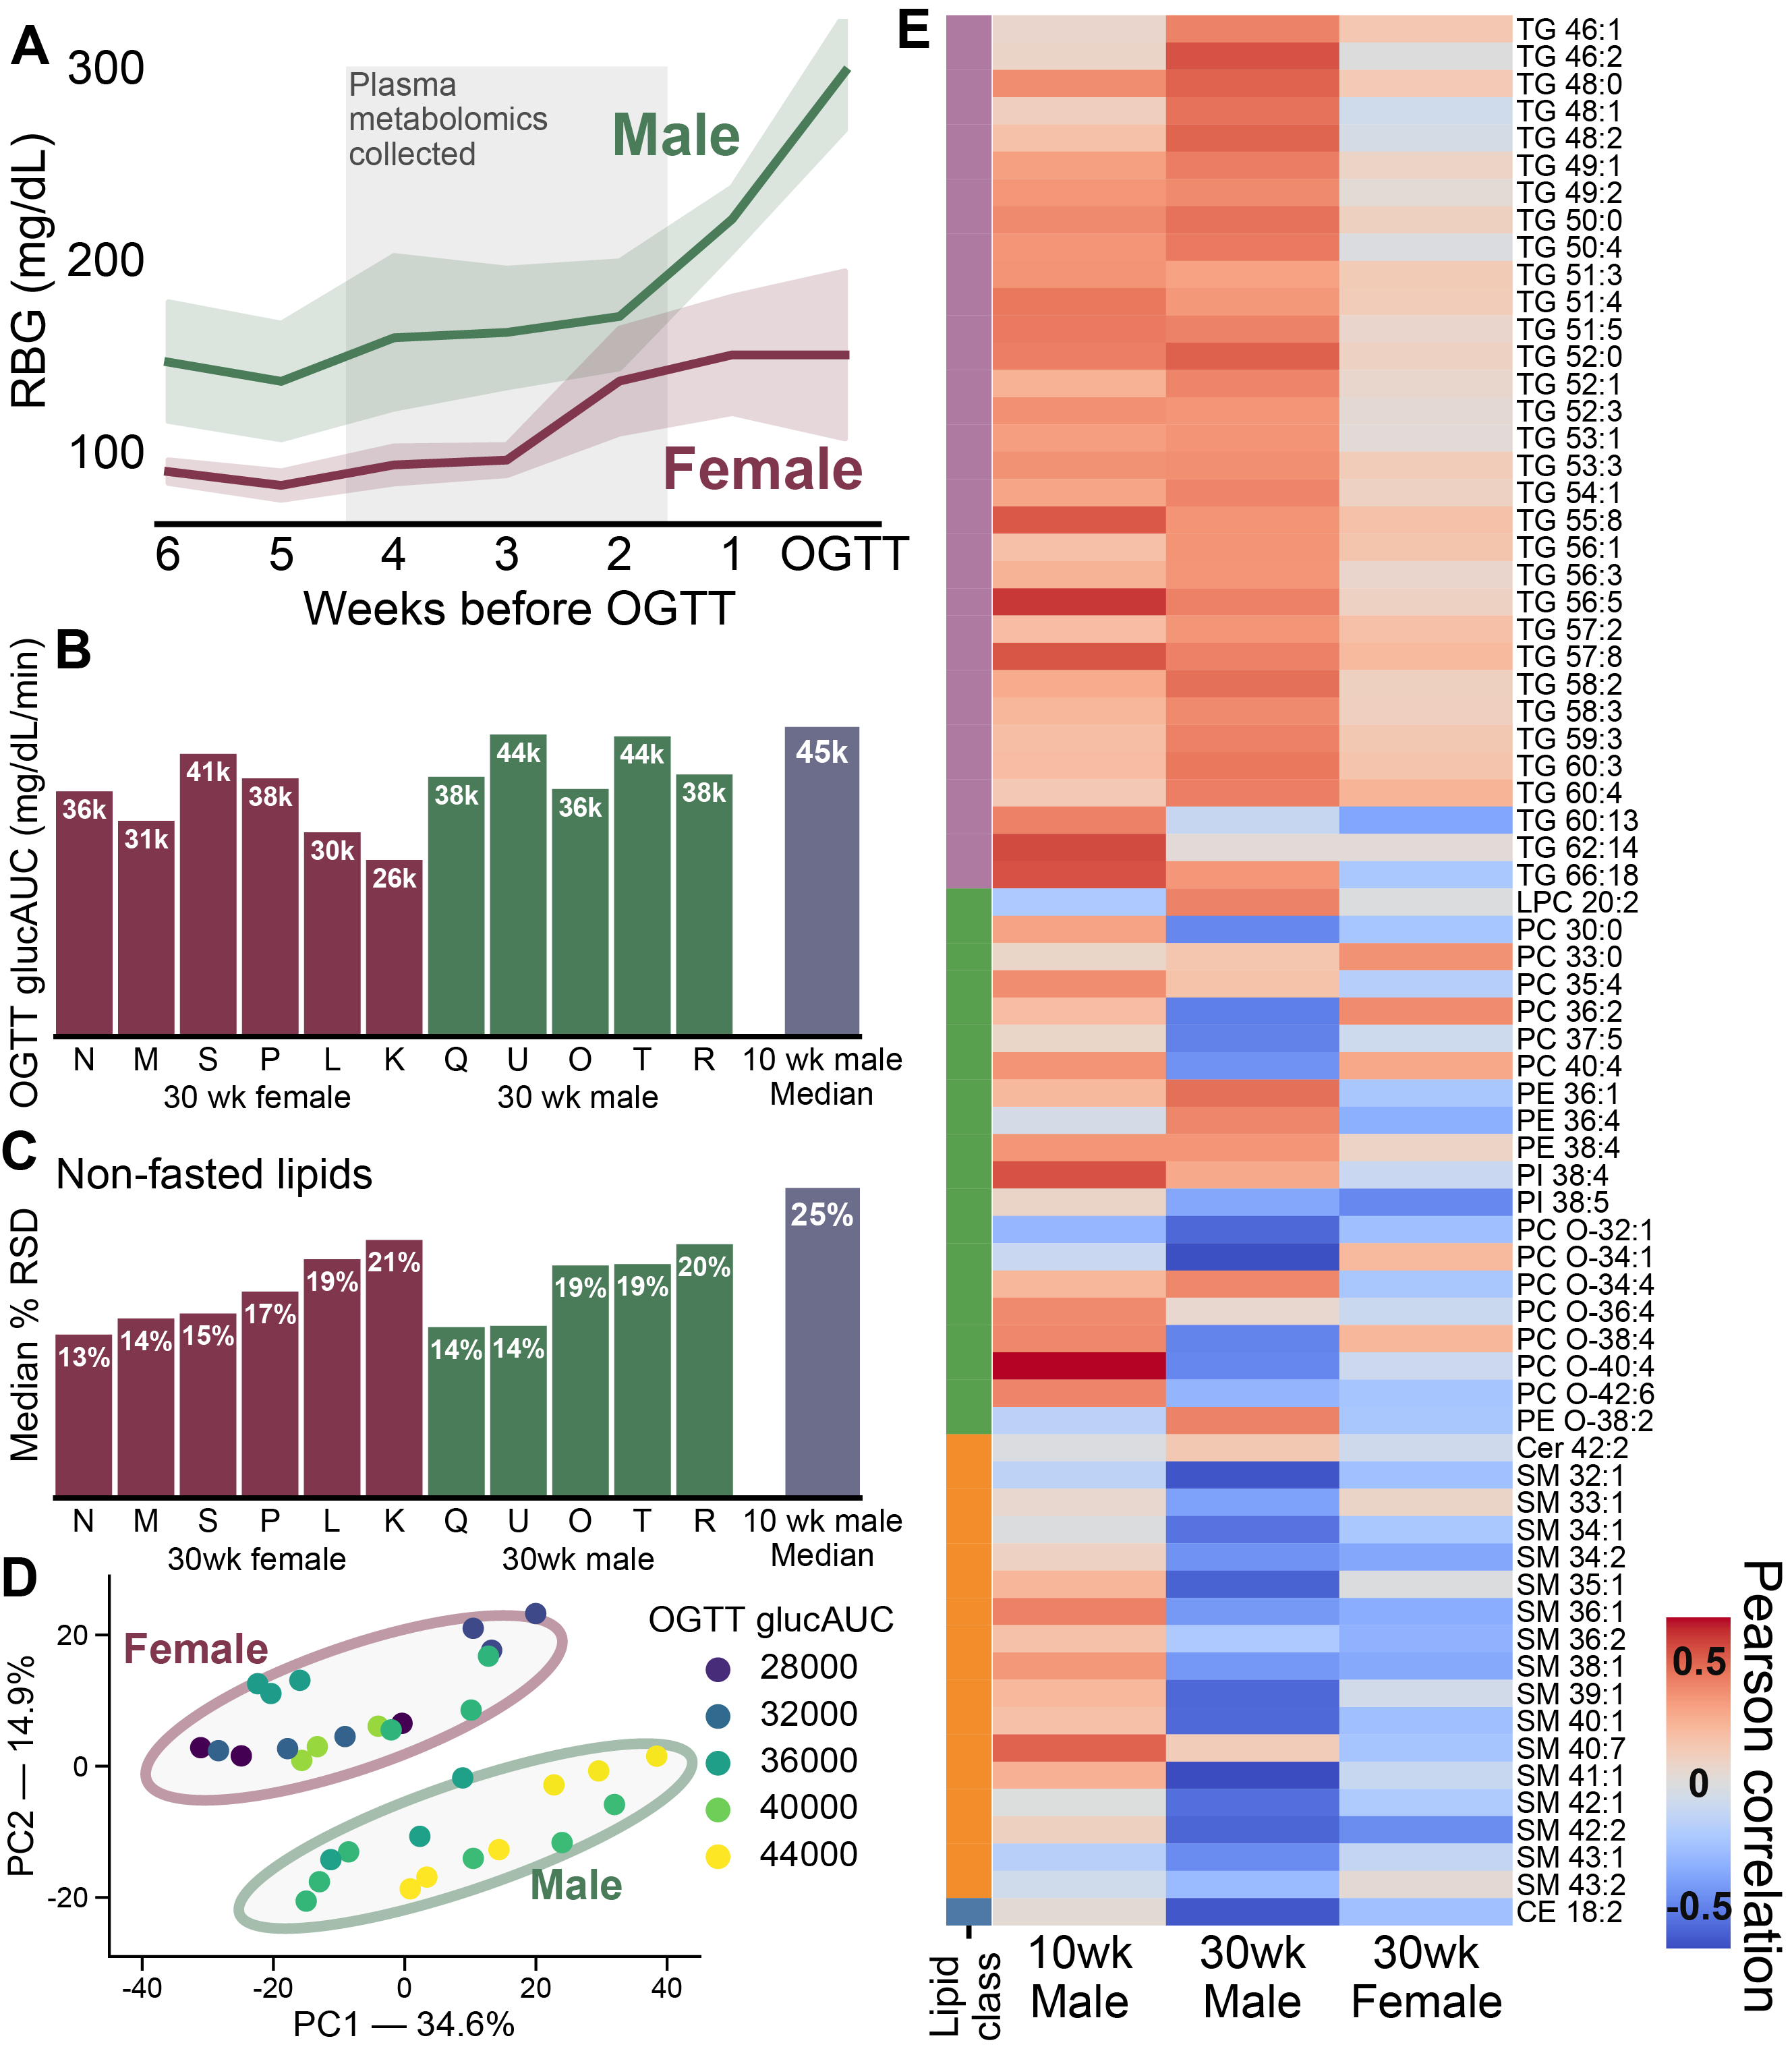 A
300
200
100
RBG (mg/dL)
Plasma
metabolomics
collected
Male
Female
6 5 4 3 2 1 OGTT
Weeks before OGTT
B
OGTT glucAUC (mg/dL/min)
36k 31k 41k 38k 30k 26k 38k 44k 36k 44k 38k 45k
N M S P L K Q U O T R 10 wk male
30 wk female 30 wk male Median
C
Non-fasted lipids
Median % RSD
13% 14% 15% 17% 19% 21% 14% 14% 19% 19% 20% 25%
N M S P L K Q U O T R 10 wk male
30wk female 30wk male Median
D
20
0
-20
PC2 — 14.9%
Female
Male
-40 -20 0 20 40
PC1 — 34.6%
OGTT glucAUC
28000
32000
36000
40000
44000
E
TG 46:1
TG 46:2
TG 48:0
TG 48:1
TG 48:2
TG 49:1
TG 49:2
TG 50:0
TG 50:4
TG 51:3
TG 51:4
TG 51:5
TG 52:0
TG 52:1
TG 52:3
TG 53:1
TG 53:3
TG 54:1
TG 55:8
TG 56:1
TG 56:3
TG 56:5
TG 57:2
TG 57:8
TG 58:2
TG 58:3
TG 59:3
TG 60:3
TG 60:4
TG 60:13
TG 62:14
TG 66:18
LPC 20:2
PC 30:0
PC 33:0
PC 35:4
PC 36:2
PC 37:5
PC 40:4
PE 36:1
PE 36:4
PE 38:4
PI 38:4
PI 38:5
PC O-32:1
PC O-34:1
PC O-34:4
PC O-36:4
PC O-38:4
PC O-40:4
PC O-42:6
PE O-38:2
Cer 42:2
SM 32:1
SM 33:1
SM 34:1
SM 34:2
SM 35:1
SM 36:1
SM 36:2
SM 38:1
SM 39:1
SM 40:1
SM 40:7
SM 41:1
SM 42:1
SM 42:2
SM 43:1
SM 43:2
CE 18:2
Lipid
class
10wk
Male
30wk
Male
30wk
Female
0.5
0
-0.5
Pearson correlation